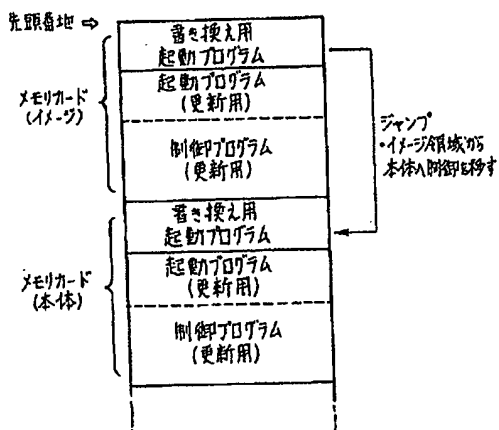 先頭番地 ⇒
書き換え用
起動プログラム
起動プログラム
(更新用)
メモリカード
(イメージ)
制御プログラム
(更新用)
ジャンプ
・イメージ領域から
本体へ制御を移す
書き換え用
起動プログラム
メモリカード
(本体)
起動プログラム
(更新用)
制御プログラム
(更新用)